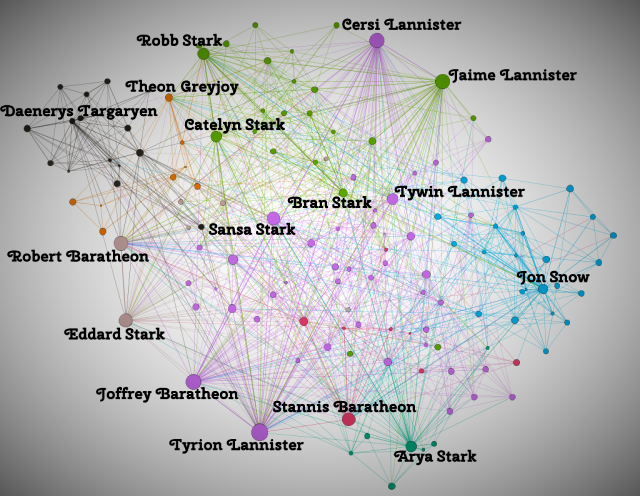 Cersi Lannister
Robb Stark
Jaime Lannister
Theon Greyjoy
Daenerys Targaryen
Catelyn Stark
Tywin Lannister
Bran Stark
Sansa Stark
Robert Baratheon
Jon Snow
Eddard Stark
Joffrey Baratheon
Stannis Baratheon
Tyrion Lannister
Arya Stark